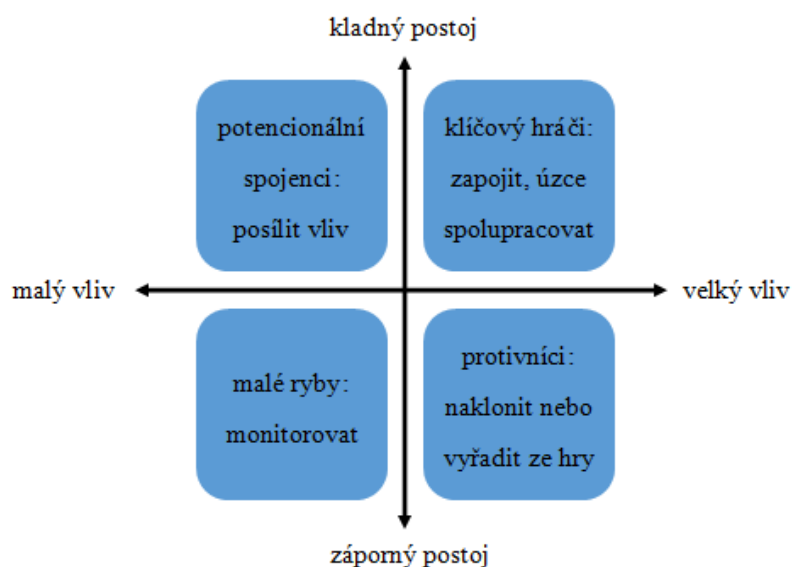 kladný postoj
potencionální
spojenci:
posílit vliv
klíčový hráči:
zapojit, úzce
spolupracovat
malý vliv
velký vliv
malé ryby:
monitorovat
protivníci:
naklonit nebo
vyřadit ze hry
záporný postoj